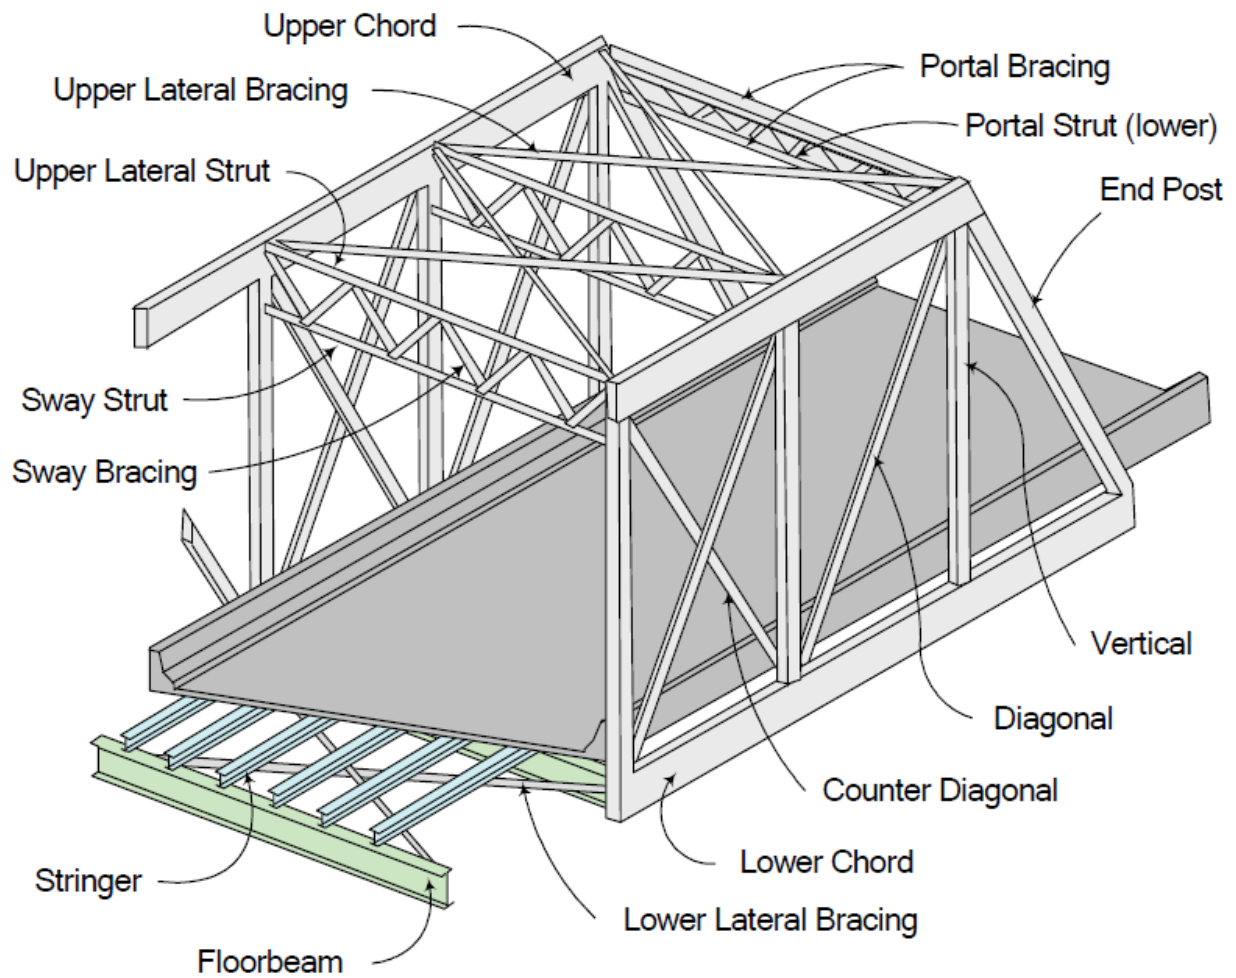 Upper Chord
Portal Bracing
Upper Lateral Bracing
Portal Strut (lower)
Upper Lateral Strut
End Post
Sway Strut
Sway Bracing
Vertical
Diagonal
Counter Diagonal
Lower Chord
Stringer
Lower Lateral Bracing
Floorbeam